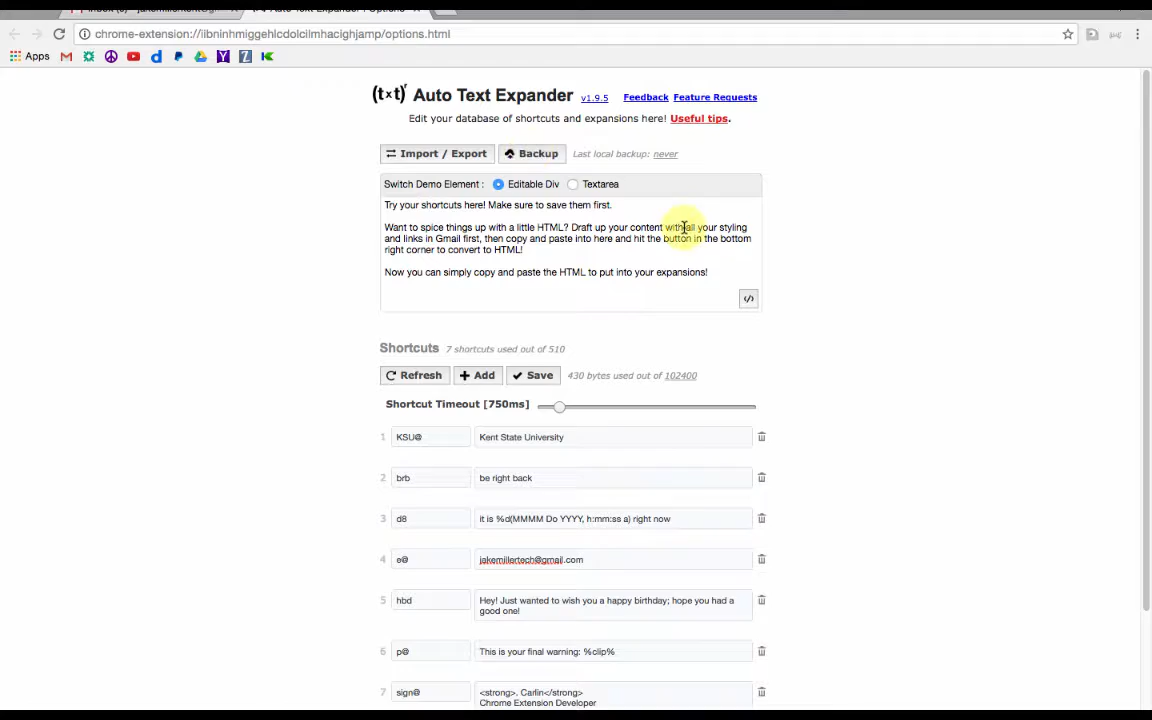 chrome-extension://iibninhmiggehlcdolcilmhacighjamp/options.html
Apps
(t×t) Auto Text Expander v1.9.5 Feedback Feature Requests
Edit your database of shortcuts and expansions here! Useful tips.
Import / Export Backup Last local backup: never
Switch Demo Element : Editable Div Textarea
Try your shortcuts here! Make sure to save them first.
Want to spice things up with a little HTML? Draft up your content with all your styling
and links in Gmail first, then copy and paste into here and hit the button in the bottom
right corner to convert to HTML!
Now you can simply copy and paste the HTML to put into your expansions!
</>
Shortcuts 7 shortcuts used out of 510
Refresh Add Save 430 bytes used out of 102400
Shortcut Timeout [750ms]
1 KSU@ Kent State University
2 brb be right back
3 d8 it is %d(MMMM Do YYYY, h:mm:ss a) right now
4 e@ jakemillertech@gmail.com
5 hbd Hey! Just wanted to wish you a happy birthday; hope you had a
good one!
6 p@ This is your final warning: %clip%
7 sign@ <strong>. Carlin</strong>
Chrome Extension Developer